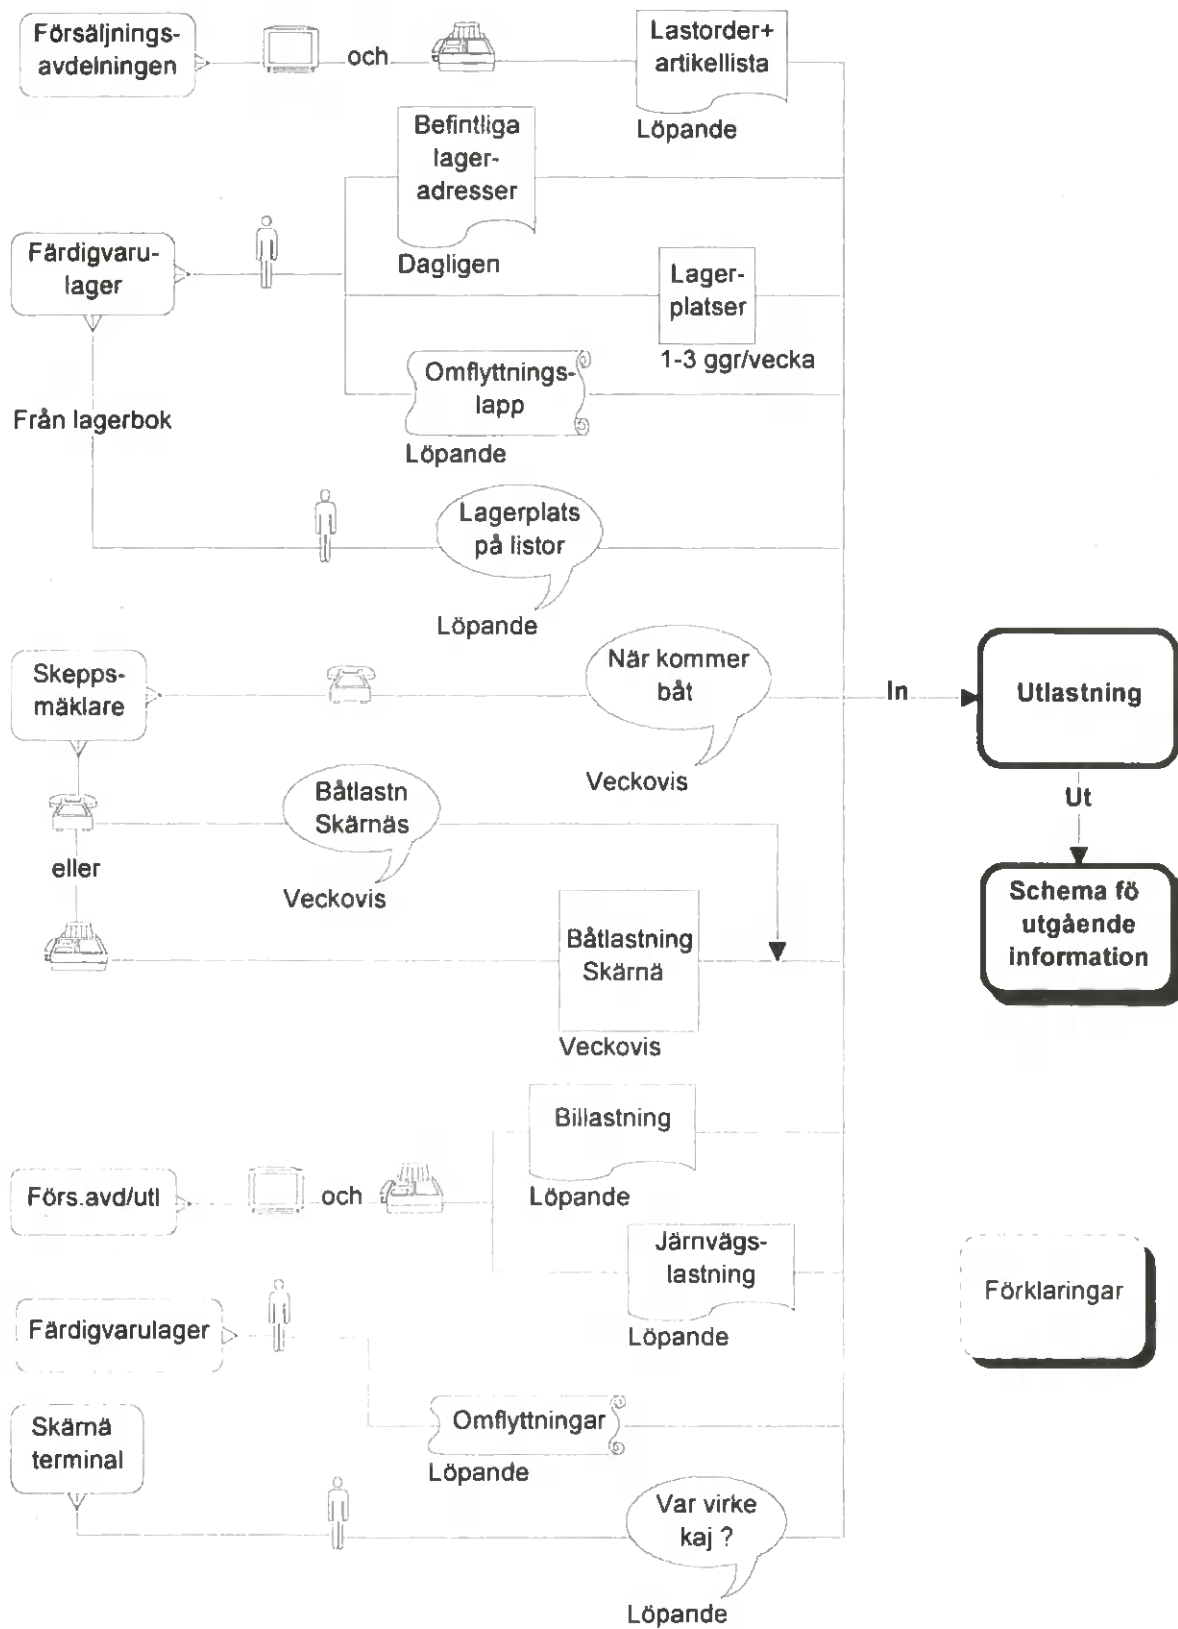 Försäljnings-
avdelningen
och
Lastorder+
artikellista
Löpande
Befintliga
lager-
adresser
Dagligen
Färdigvaru-
lager
Lager-
platser
1-3 ggr/vecka
Omflyttnings-
lapp
Löpande
Från lagerbok
Lagerplats
på listor
Löpande
Skepps-
mäklare
När kommer
båt
Veckovis
In
Utlastning
Ut
Schema fö
utgående
information
Båtlastn
Skärnäs
Veckovis
eller
Båtlastning
Skärnä
Veckovis
Billastning
Löpande
Förs.avd/utl
och
Järnvägs-
lastning
Löpande
Färdigvarulager
Omflyttningar
Löpande
Skärnä
terminal
Var virke
kaj ?
Löpande
Förklaringar